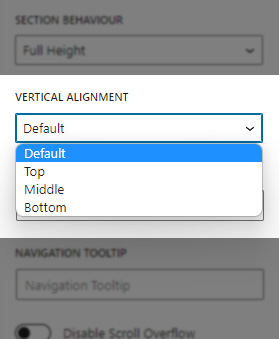 SECTION BEHAVIOUR
Full Height
VERTICAL ALIGNMENT
Default
Default
Top
Middle
Bottom
NAVIGATION TOOLTIP
Navigation Tooltip
Disable Scroll Overflow